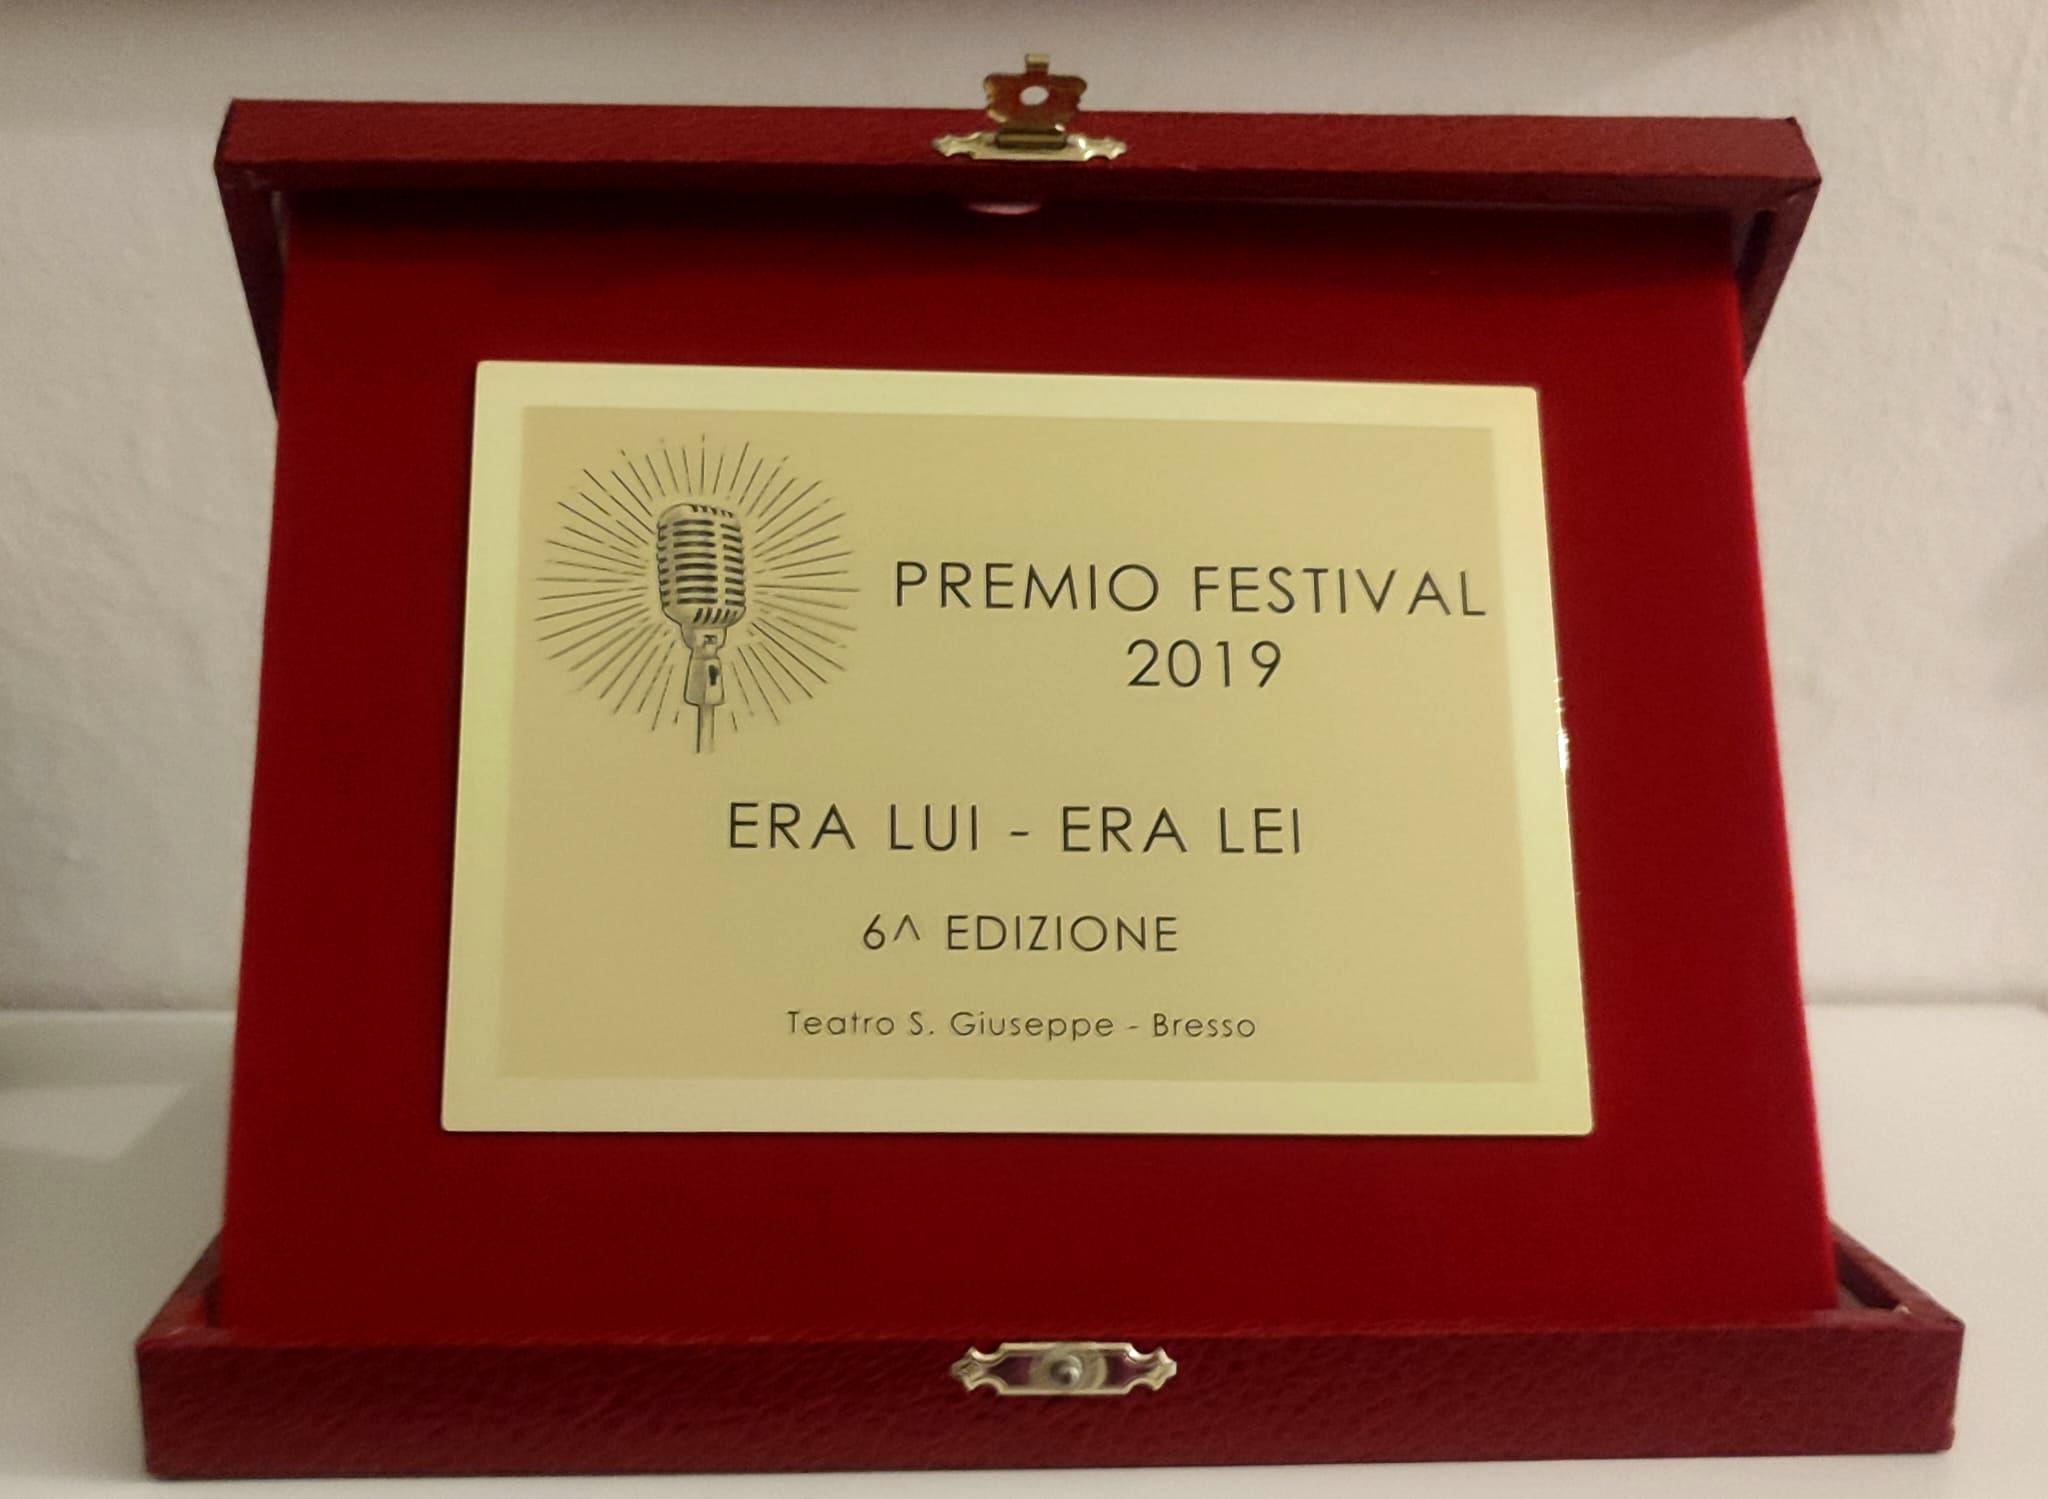 PREMIO FESTIVAL
2019
ERA LUI - ERA LEI
6^ EDIZIONE
Teatro S. Giuseppe - Bresso